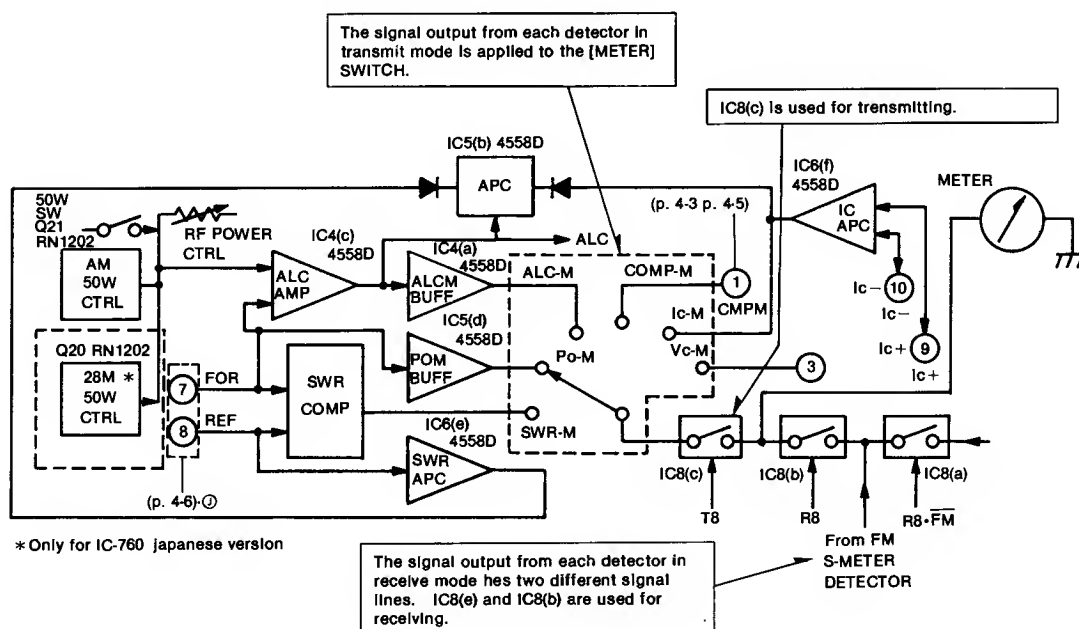 The signal output from each detector in
transmit mode is applied to the [METER]
SWITCH.
IC8(c) is used for trensmitting.
IC5(b) 4558D
APC
IC6(f)
4558D
IC
APC
METER
50W
SW
Q21
RN1202
RF POWER
CTRL
(p. 4-3 p. 4-5)
AM
50W
CTRL
IC4(c)
4558D
ALC
AMP
ALC
IC4(a)
4558D
ALCM
BUFF
ALC-M
COMP-M
1
CMPM
10
Ic-
Ic-
9
Ic+
Ic+
Ic-M
Vc-M
3
IC5(d)
4558D
POM
BUFF
Po-M
Q20 RN1202
28M *
50W
CTRL
7
FOR
8
REF
SWR
COMP
SWR-M
IC6(e)
4558D
SWR
APC
(p. 4-6)·Ⓙ
IC8(c)
IC8(b)
IC8(a)
T8
R8
R8·F̅M̅
From FM
S-METER
DETECTOR
*Only for IC-760 japanese version
The signal output from each detector in
receive mode hes two different signal
lines. IC8(e) and IC8(b) are used for
receiving.